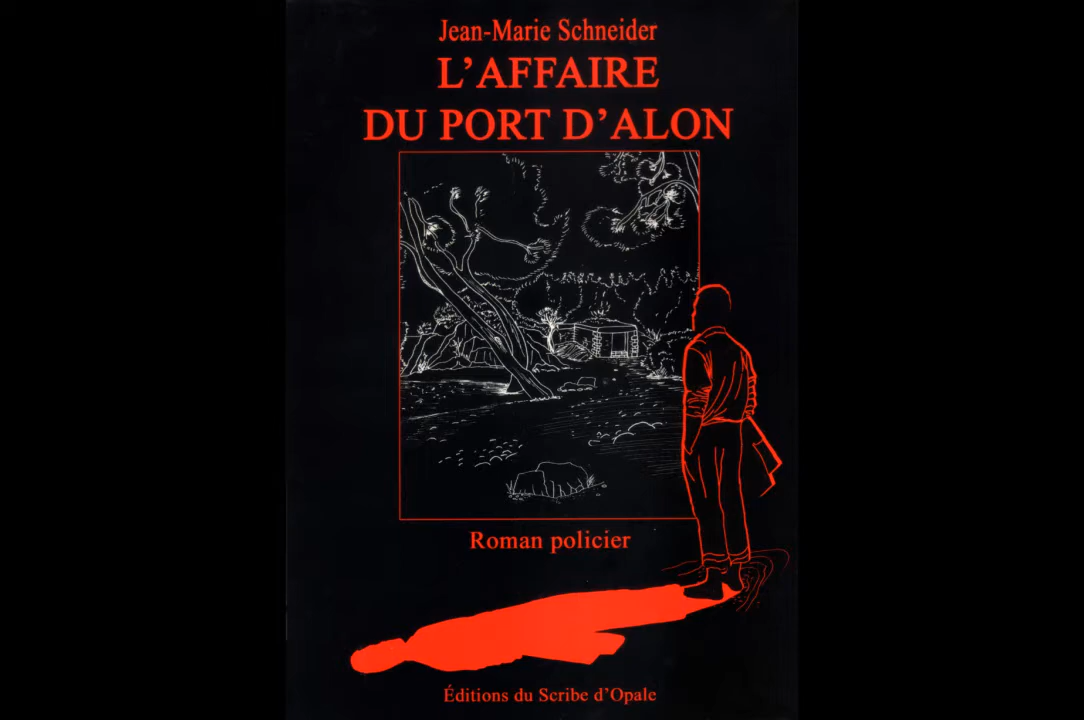 Jean-Marie Schneider
L'AFFAIRE
DU PORT D'ALON
Roman policier
Éditions du Scribe d'Opale